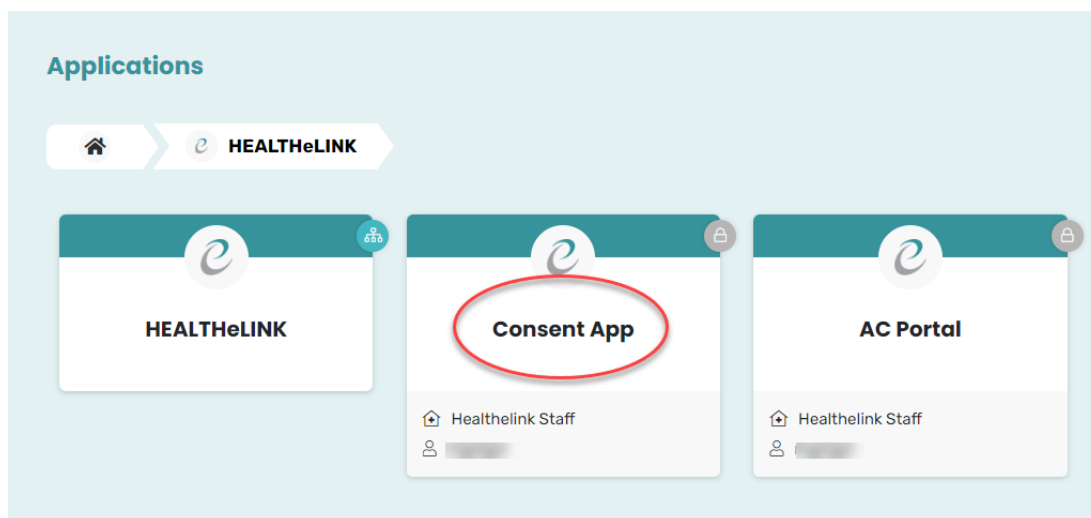 Applications
HEALTHeLINK
HEALTHeLINK
Consent App
AC Portal
Healthelink Staff
Healthelink Staff